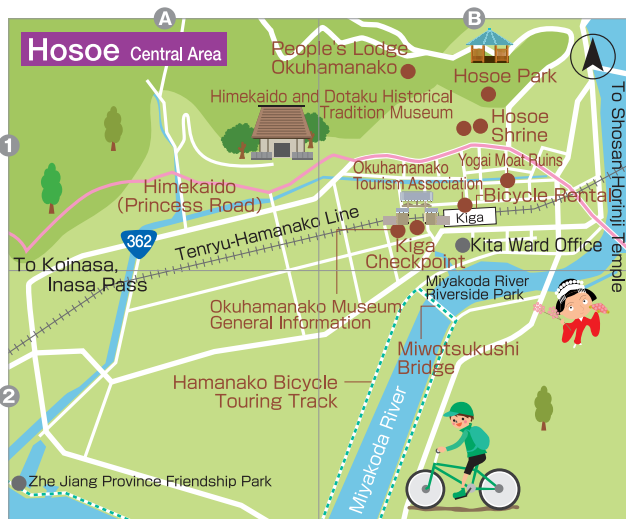 A
B
Hosoe Central Area
People's Lodge
Okuhamanako
Hosoe Park
Himekaido and Dotaku Historical
Tradition Museum
Hosoe
Shrine
To Shosan-Horinji Temple
1
Okuhamanako
Tourism Association
Yogai Moat Ruins
Himekaido
(Princess Road)
Bicycle Rental
Kiga
362
Tenryu-Hamanako Line
Kiga
Checkpoint
Kita Ward Office
To Koinasa,
Inasa Pass
Miyakoda River
Riverside Park
Okuhamanako Museum
General Information
Miwotsukushi
Bridge
Hamanako Bicycle
Touring Track
2
Miyakoda River
Zhe Jiang Province Friendship Park